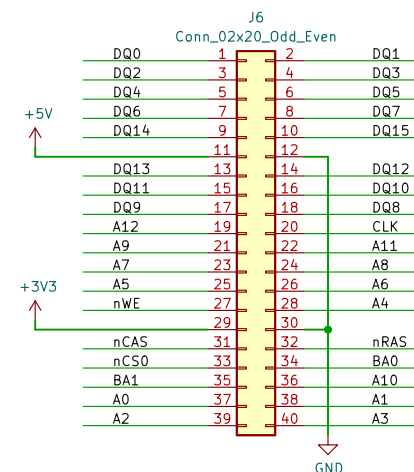 J6
Conn_02x20_Odd_Even
DQ0 1 2 DQ1
DQ2 3 4 DQ3
DQ4 5 6 DQ5
DQ6 7 8 DQ7
+5V
DQ14 9 10 DQ15
11 12
DQ13 13 14 DQ12
DQ11 15 16 DQ10
DQ9 17 18 DQ8
A12 19 20 CLK
A9 21 22 A11
A7 23 24 A8
+3V3
A5 25 26 A6
nWE 27 28 A4
29 30
nCAS 31 32 nRAS
nCS0 33 34 BA0
BA1 35 36 A10
A0 37 38 A1
A2 39 40 A3
GND